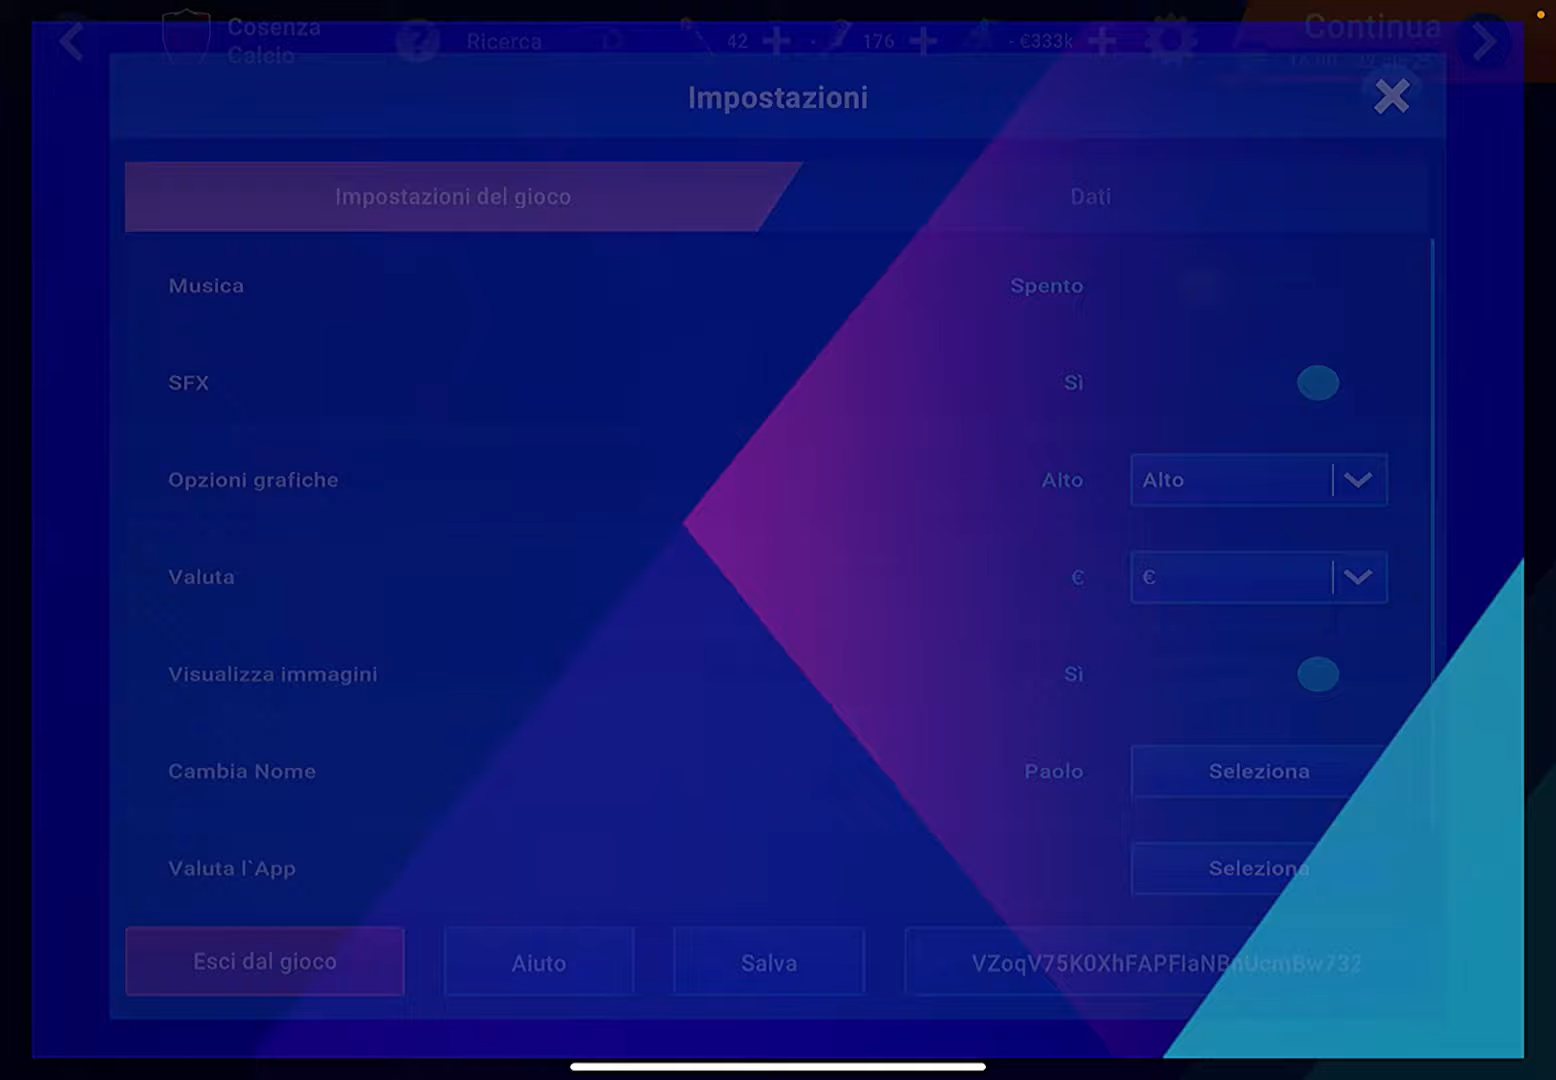 Cosenza
Calcio
Ricerca
42
176
- €333k
Continua
Impostazioni
Impostazioni del gioco
Dati
Musica
Spento
SFX
Sì
Opzioni grafiche
Alto
Alto
Valuta
€
€
Visualizza immagini
Sì
Cambia Nome
Paolo
Seleziona
Valuta l`App
Seleziona
Esci dal gioco
Aiuto
Salva